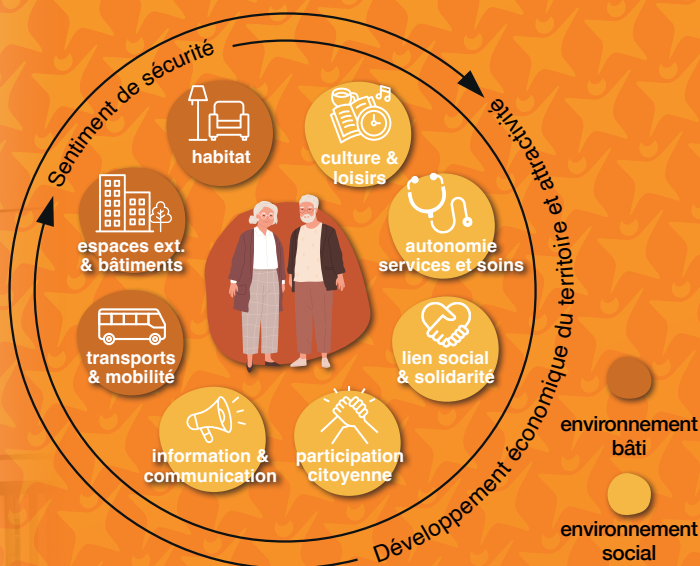 Sentiment de sécurité
habitat
culture &
loisirs
espaces ext.
& bâtiments
autonomie
services et soins
transports
& mobilité
lien social
& solidarité
information &
communication
participation
citoyenne
Développement économique du territoire et attractivité
environnement
bâti
environnement
social